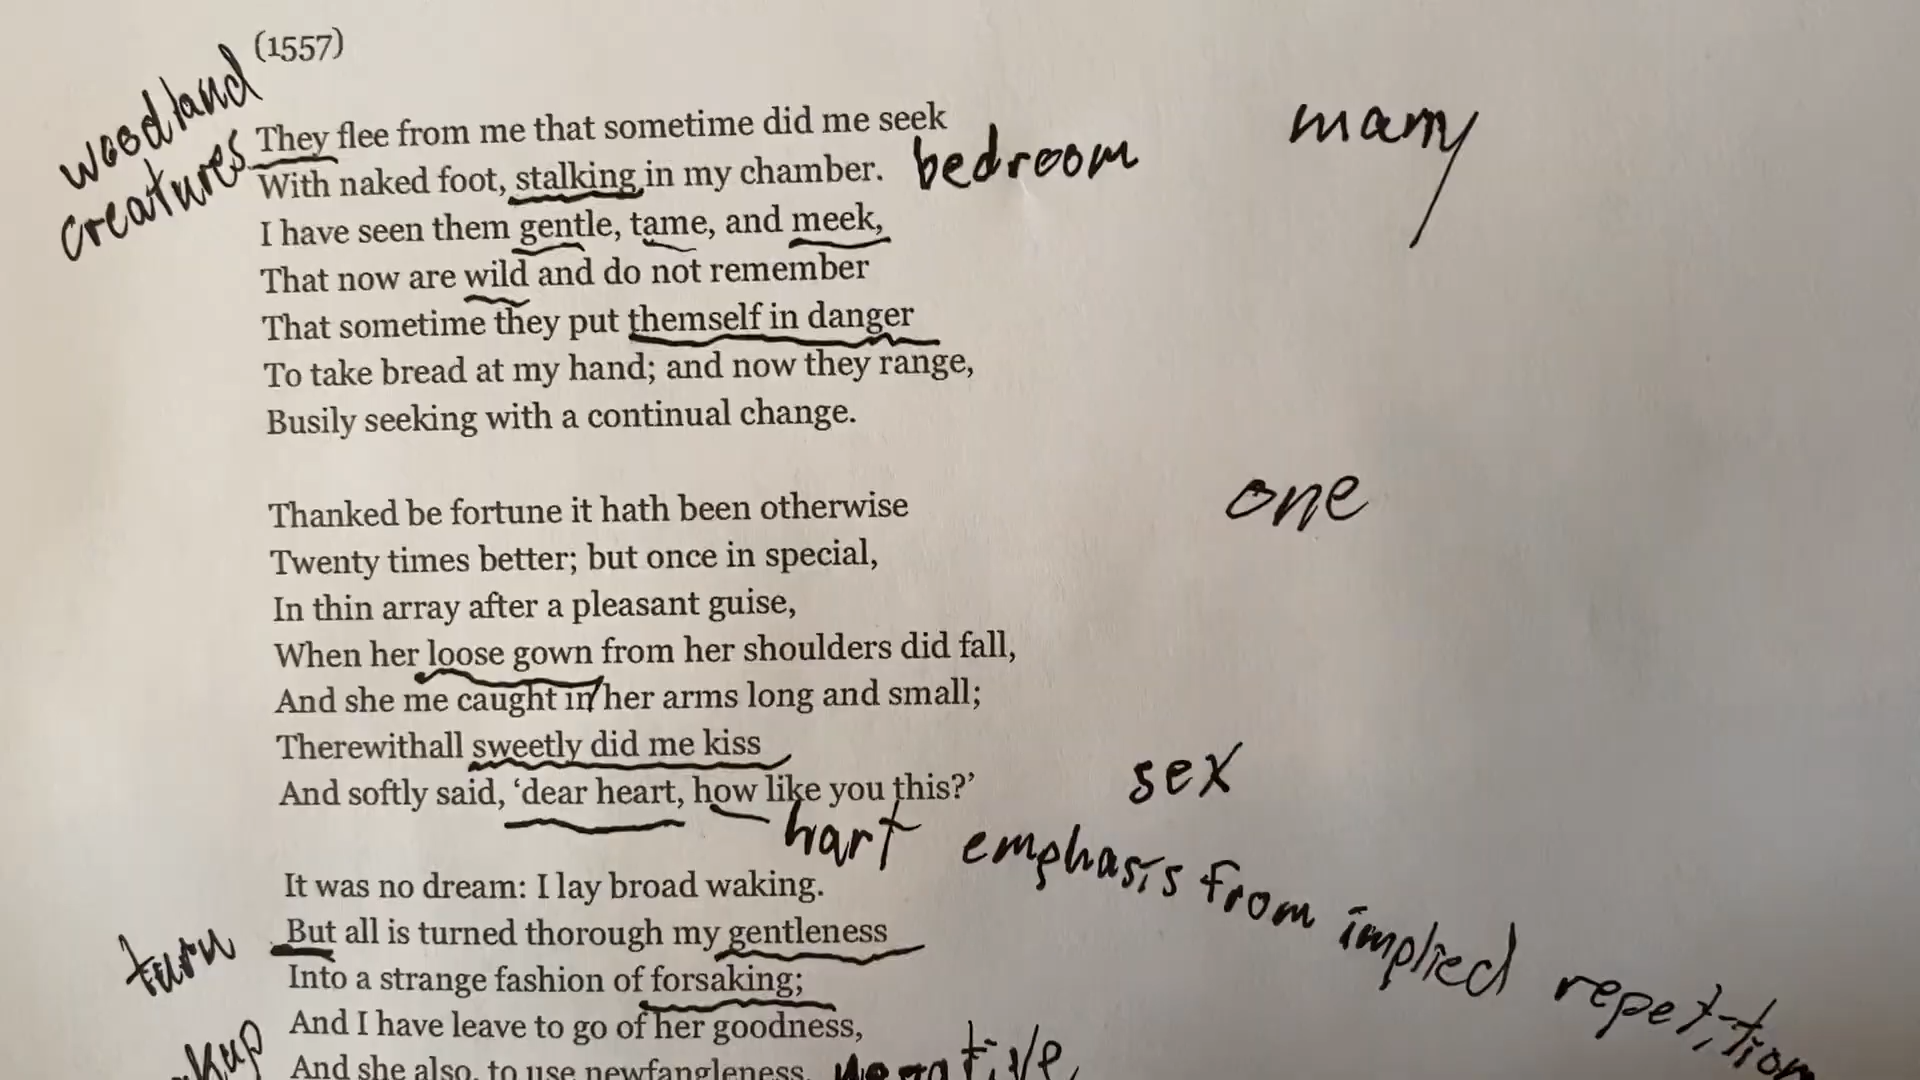 (1557)
woodland
creatures
They flee from me that sometime did me seek
many
With naked foot, stalking in my chamber.
bedroom
I have seen them gentle, tame, and meek,
That now are wild and do not remember
That sometime they put themself in danger
To take bread at my hand; and now they range,
Busily seeking with a continual change.
Thanked be fortune it hath been otherwise
one
Twenty times better; but once in special,
In thin array after a pleasant guise,
When her loose gown from her shoulders did fall,
And she me caught in her arms long and small;
Therewithall sweetly did me kiss
And softly said, ‘dear heart, how like you this?’
sex
hart
emphasis from implied repetition
It was no dream: I lay broad waking.
turn
But all is turned thorough my gentleness
Into a strange fashion of forsaking;
And I have leave to go of her goodness,
And she also, to use newfangleness.
negative